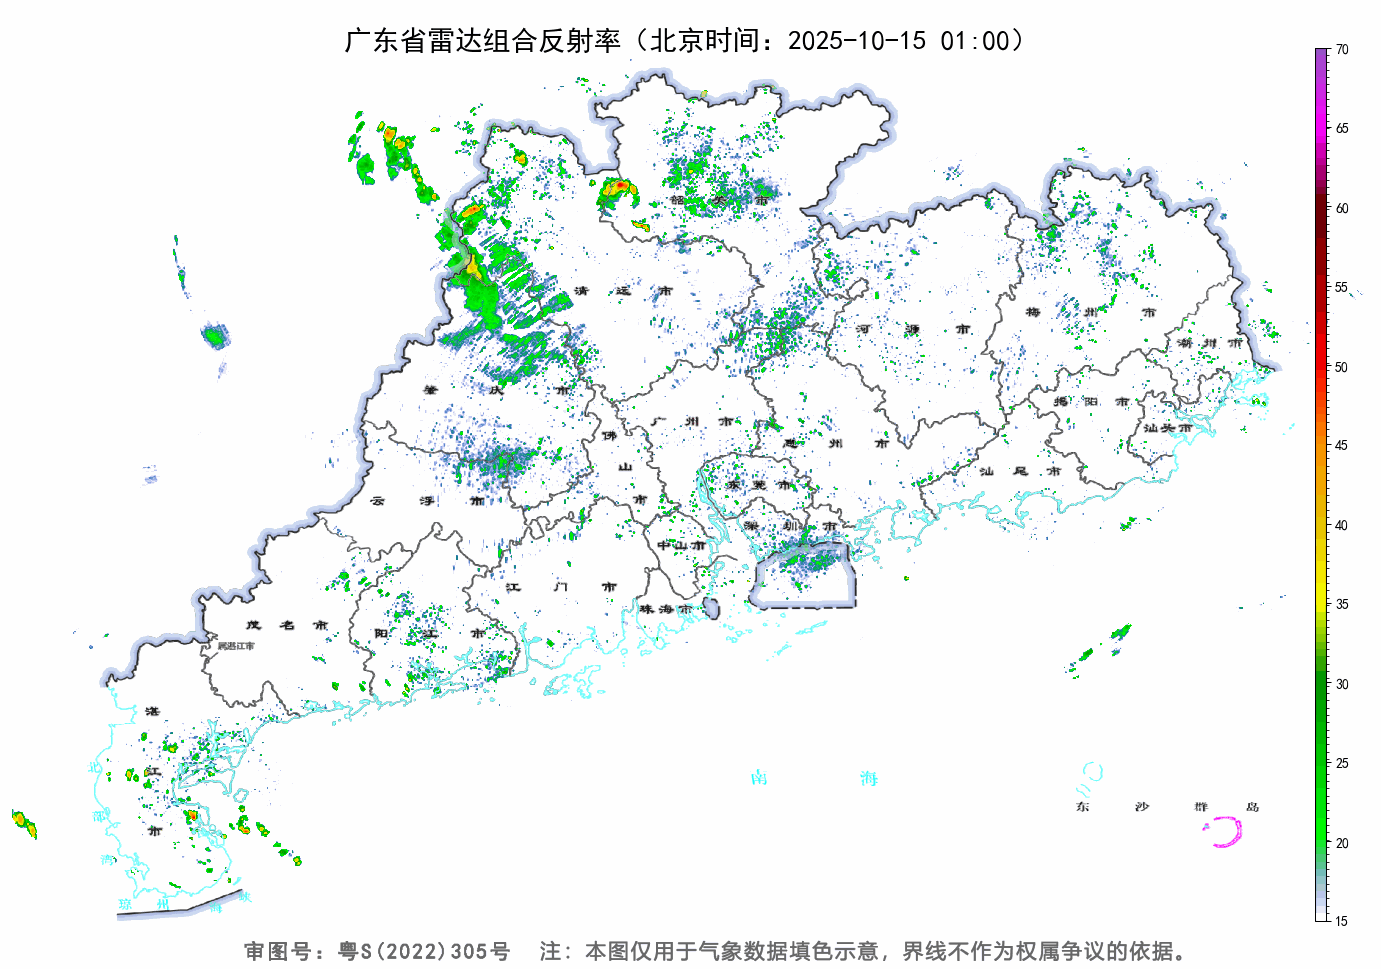 广东省雷达组合反射率（北京时间：2025-10-15 01:00）
70
65
60
55
50
45
40
35
30
25
20
15
韶关市
清远市
河源市
梅州市
潮州市
肇庆市
揭阳市
汕头市
广州市
佛山市
惠州市
汕尾市
云浮市
东莞市
深圳市
中山市
江门市
珠海市
茂名市
阳江市
属湛江市
湛江市
北部湾
南海
东沙群岛
琼州海峡
审图号：粤S(2022)305号 注：本图仅用于气象数据填色示意，界线不作为权属争议的依据。